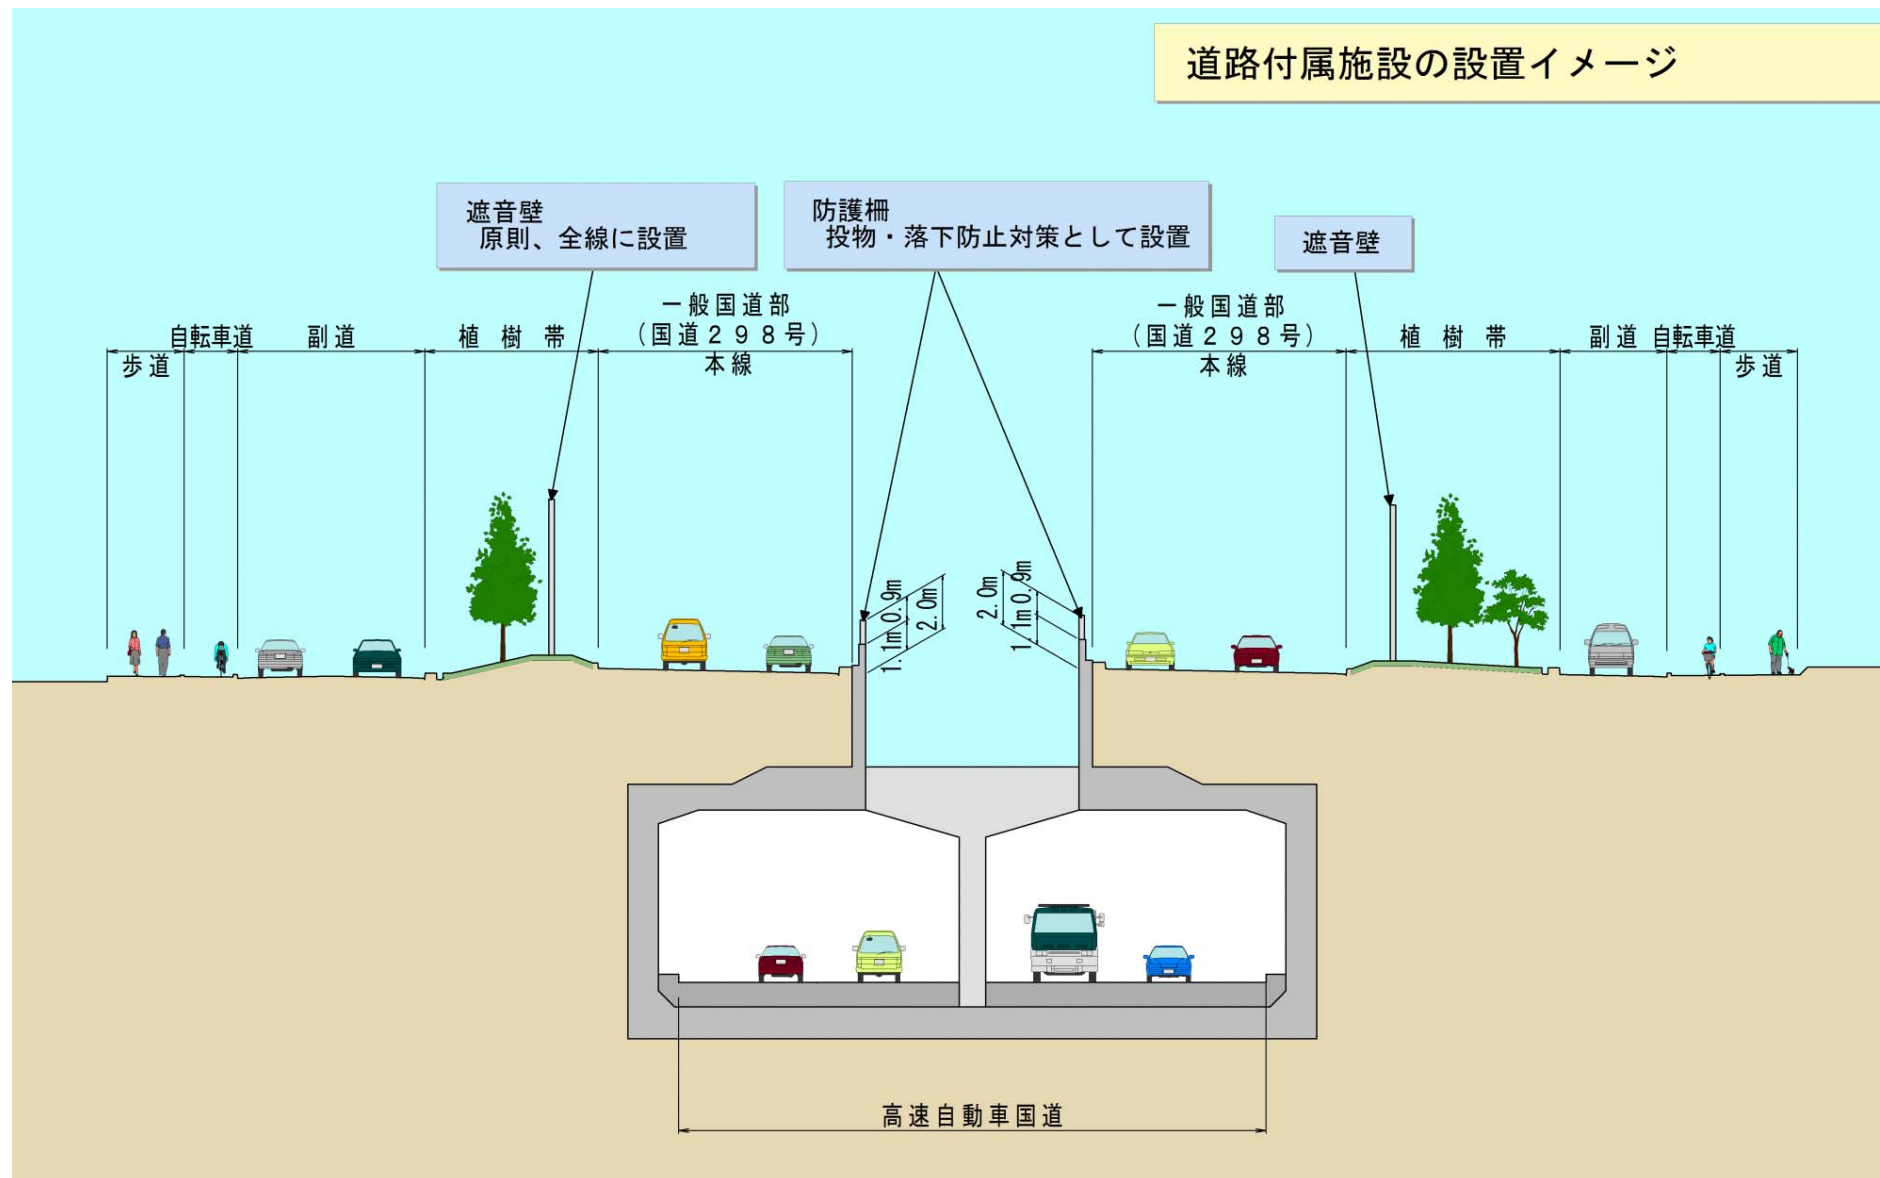 道路付属施設の設置イメージ
遮音壁
原則、全線に設置
防護柵
投物・落下防止対策として設置
遮音壁
一般国道部
(国道298号)
本線
一般国道部
(国道298号)
本線
歩道
自転車道
副道
植樹帯
植樹帯
副道
自転車道
歩道
0.9m
1.1m
2.0m
2.0m
0.9m
1.1m
高速自動車国道